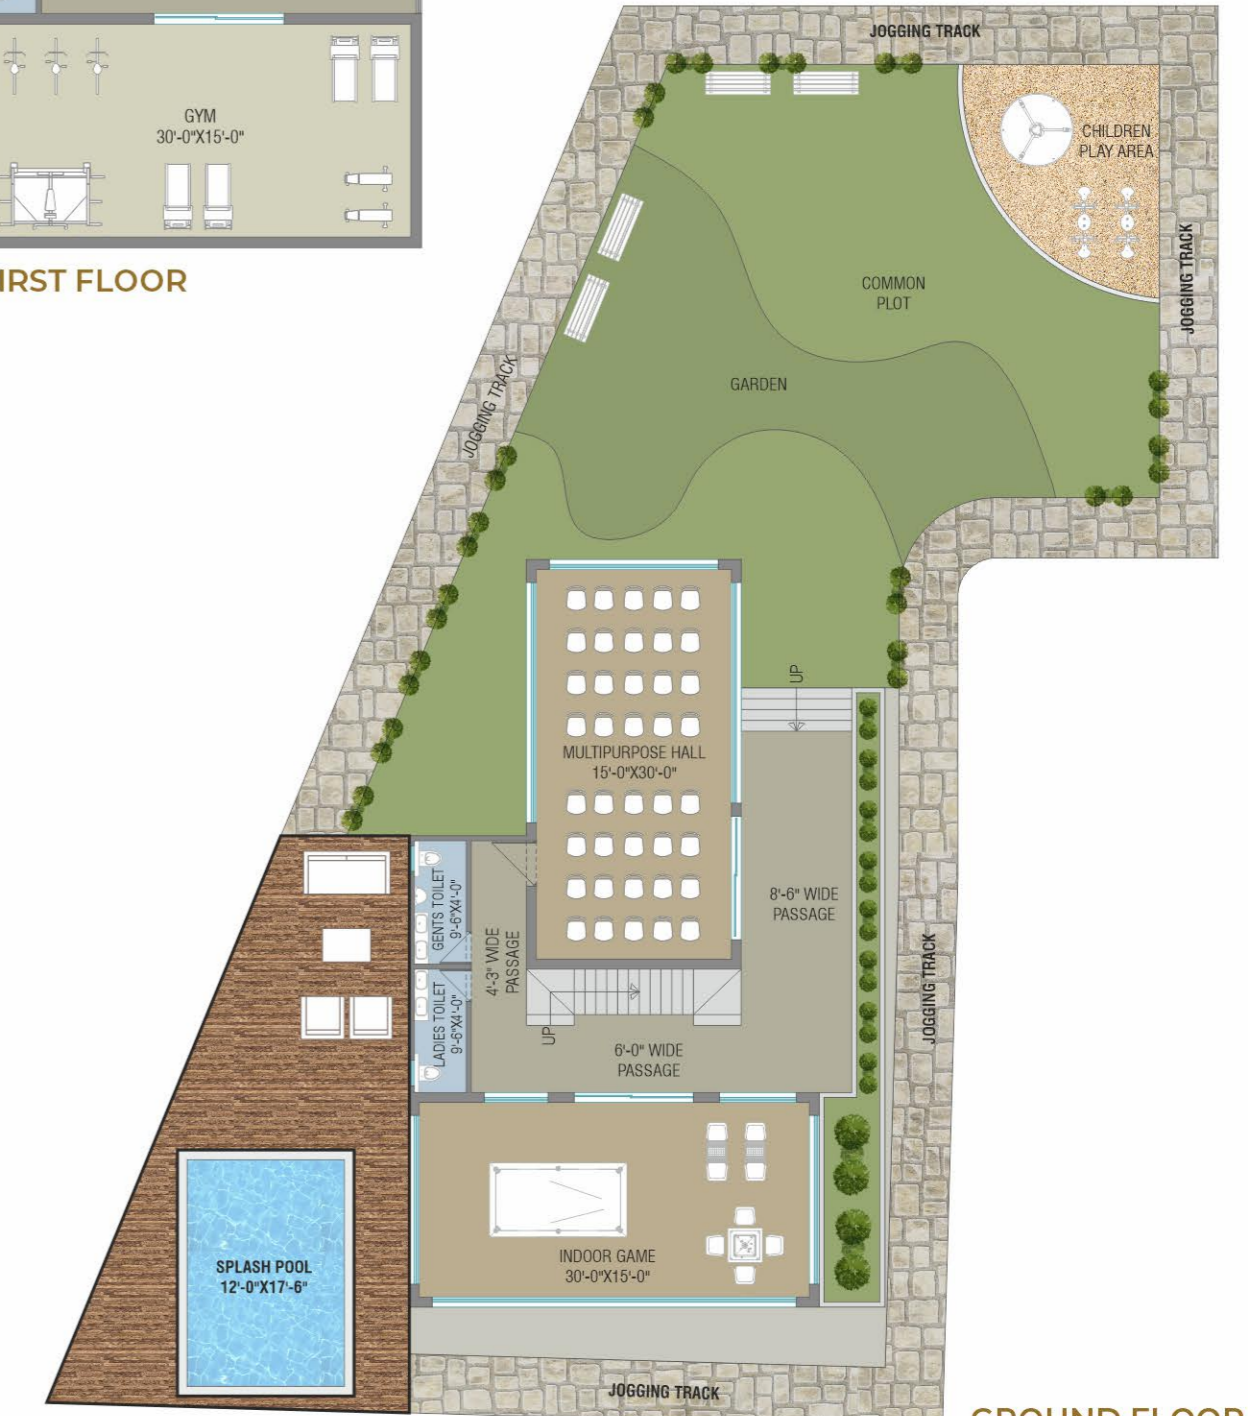 JOGGING TRACK
GYM
30'-0"X15'-0"
CHILDREN
PLAY AREA
IRST FLOOR
JOGGING TRACK
COMMON
PLOT
JOGGING TRACK
GARDEN
UP
MULTIPURPOSE HALL
15'-0"X30'-0"
8'-6" WIDE
PASSAGE
GENTS TOILET
9'-6"X4'-0"
4'-3" WIDE
PASSAGE
JOGGING TRACK
LADIES TOILET
9'-6"X4'-0"
UP
6'-0" WIDE
PASSAGE
INDOOR GAME
30'-0"X15'-0"
SPLASH POOL
12'-0"X17'-6"
JOGGING TRACK
GROUND FLOOR